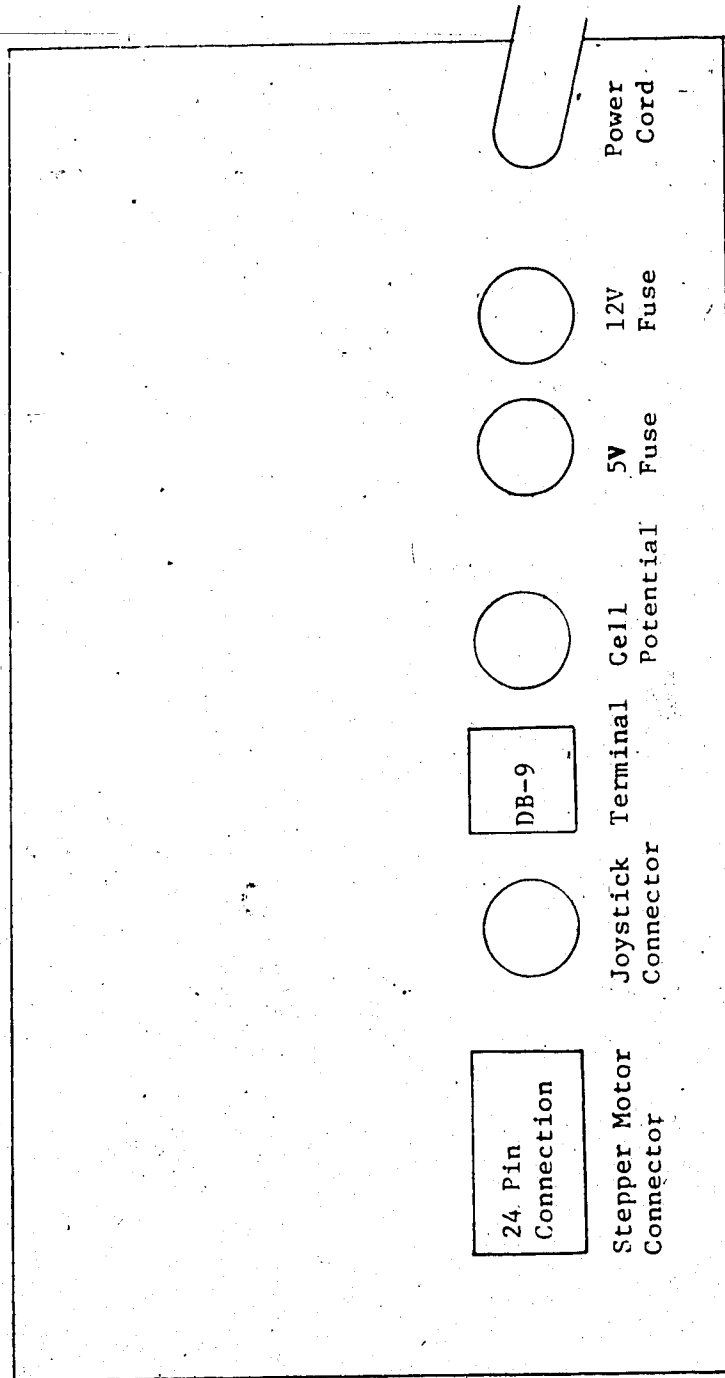 24 Pin
Connection
DB-9
Stepper Motor
Connector
Joystick
Connector
Terminal
Cell
Potential
5V
Fuse
12V
Fuse
Power
Cord